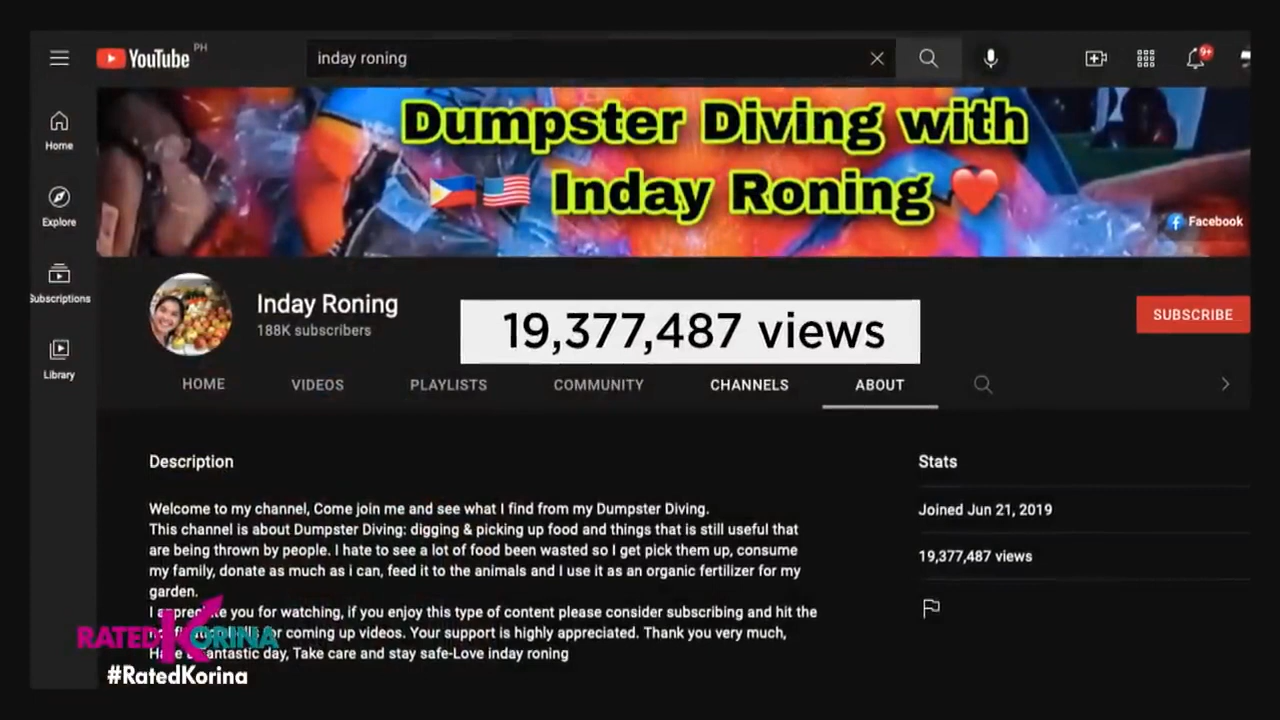 YouTube PH
inday roning
9+
Home
Explore
Subscriptions
Library
Dumpster Diving with
Inday Roning
Facebook
Inday Roning
188K subscribers
19,377,487 views
SUBSCRIBE
HOME VIDEOS PLAYLISTS COMMUNITY CHANNELS ABOUT
Description
Welcome to my channel, Come join me and see what I find from my Dumpster Diving.
This channel is about Dumpster Diving: digging & picking up food and things that is still useful that
are being thrown by people. I hate to see a lot of food been wasted so I get pick them up, consume
my family, donate as much as i can, feed it to the animals and I use it as an organic fertilizer for my
garden.
I appreciate you for watching, if you enjoy this type of content please consider subscribing and hit the
for coming up videos. Your support is highly appreciated. Thank you very much,
Have a fantastic day, Take care and stay safe-Love inday roning
Stats
Joined Jun 21, 2019
19,377,487 views
RATED KORINA
#RatedKorina